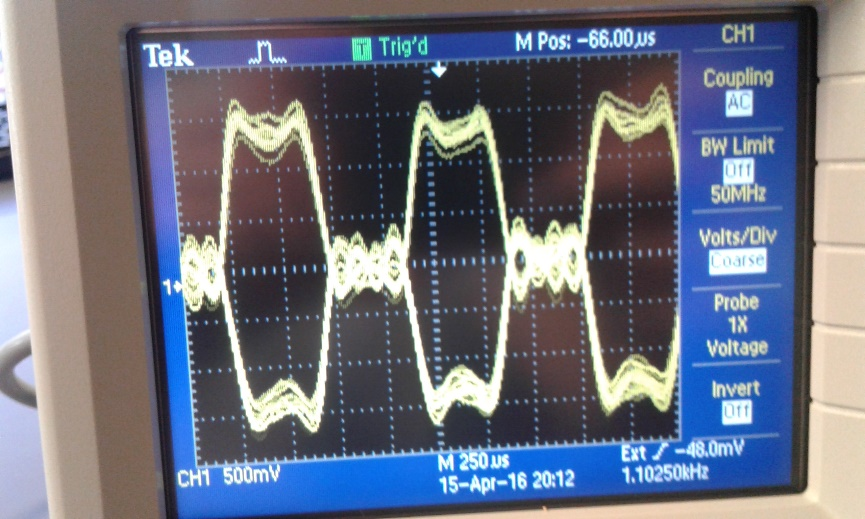 Tek Trig'd M Pos: -66.00µs CH1
Coupling
AC
BW Limit
Off
50MHz
Volts/Div
Coarse
Probe
1X
Voltage
Invert
Off
1
CH1 500mV M 250µs Ext -48.0mV
15-Apr-16 20:12 1.10250kHz